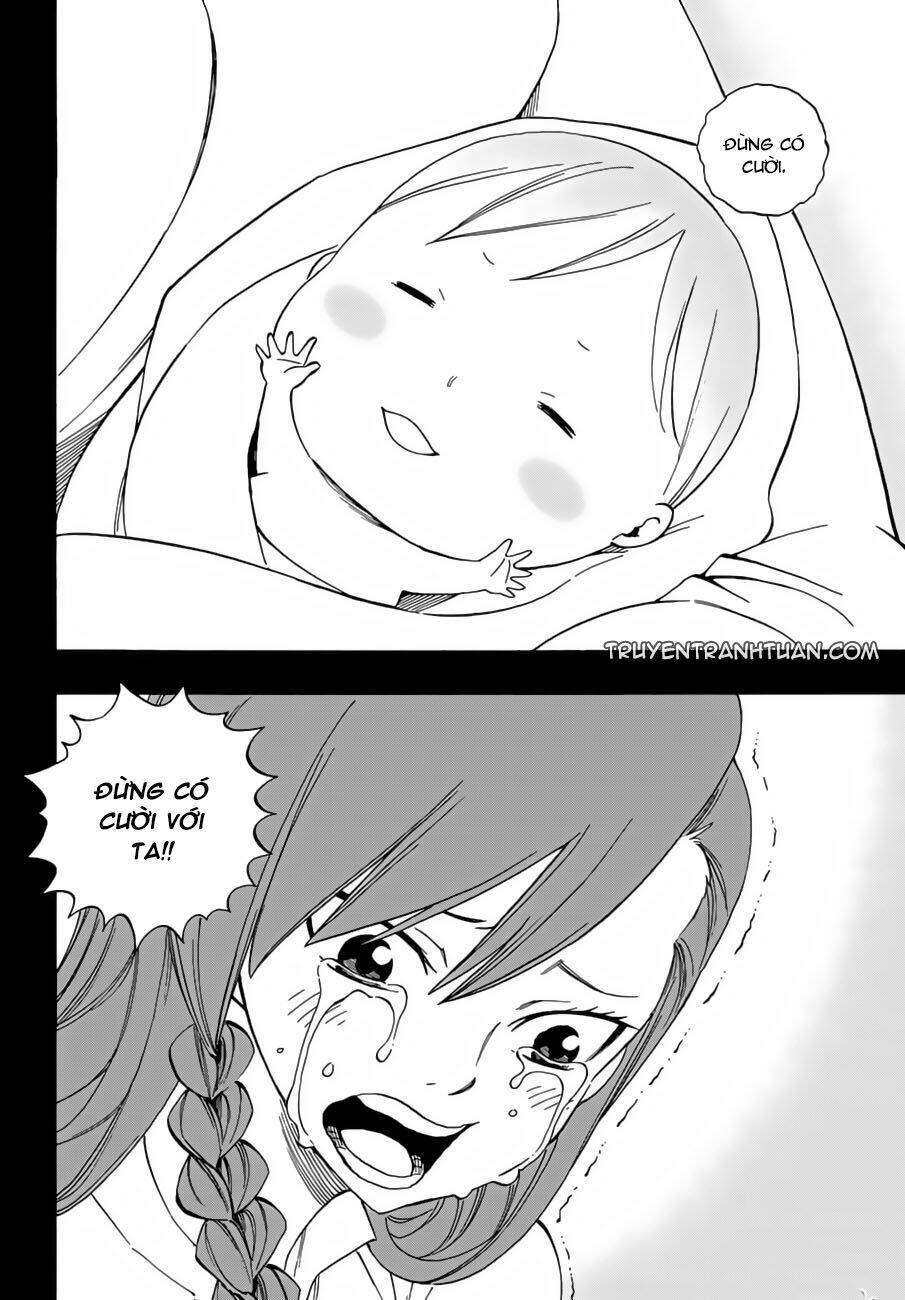 ĐỪNG CÓ
CƯỜI.
TRUYENTRANHTUAN.COM
ĐỪNG CÓ
CƯỜI VỚI
TA!!